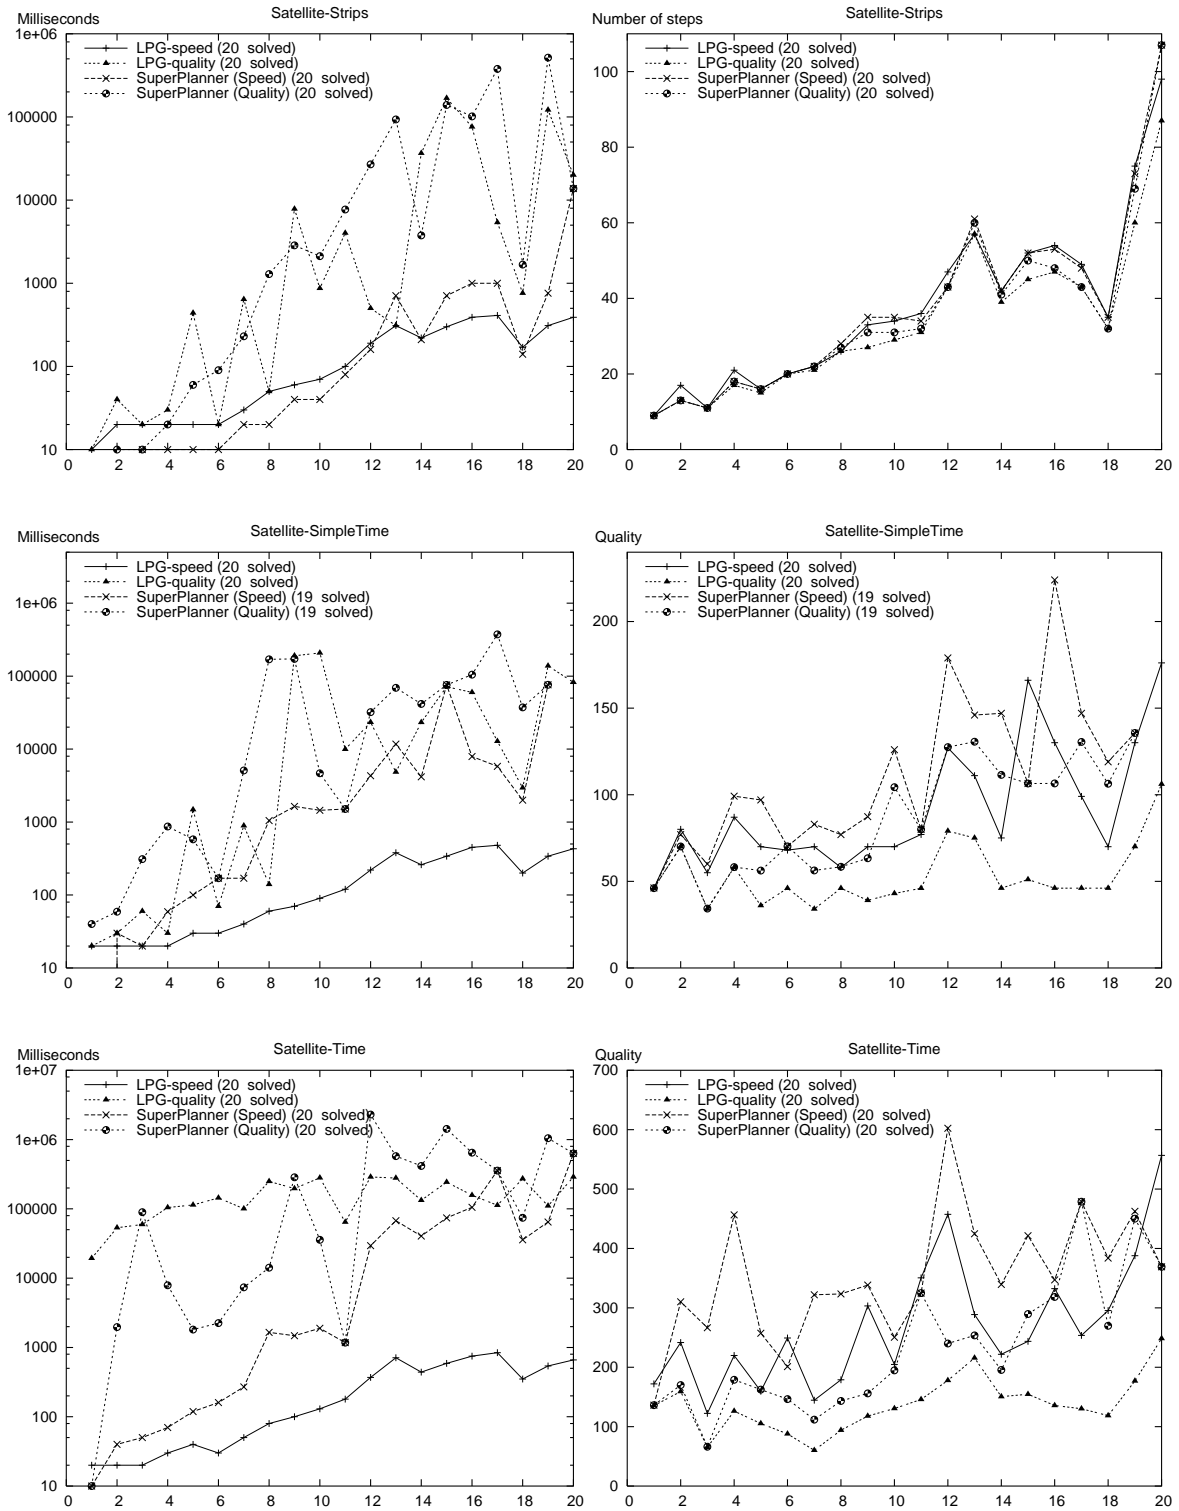 Satellite-Strips
Milliseconds
LPG-speed (20 solved)
LPG-quality (20 solved)
SuperPlanner (Speed) (20 solved)
SuperPlanner (Quality) (20 solved)
1e+06
100000
10000
1000
100
10
0 2 4 6 8 10 12 14 16 18 20
Satellite-Strips
Number of steps
LPG-speed (20 solved)
LPG-quality (20 solved)
SuperPlanner (Speed) (20 solved)
SuperPlanner (Quality) (20 solved)
100
80
60
40
20
0
0 2 4 6 8 10 12 14 16 18 20
Satellite-SimpleTime
Milliseconds
LPG-speed (20 solved)
LPG-quality (20 solved)
SuperPlanner (Speed) (19 solved)
SuperPlanner (Quality) (19 solved)
1e+06
100000
10000
1000
100
10
0 2 4 6 8 10 12 14 16 18 20
Satellite-SimpleTime
Quality
LPG-speed (20 solved)
LPG-quality (20 solved)
SuperPlanner (Speed) (19 solved)
SuperPlanner (Quality) (19 solved)
200
150
100
50
0
0 2 4 6 8 10 12 14 16 18 20
Satellite-Time
Milliseconds
1e+07
LPG-speed (20 solved)
LPG-quality (20 solved)
SuperPlanner (Speed) (20 solved)
SuperPlanner (Quality) (20 solved)
1e+06
100000
10000
1000
100
10
0 2 4 6 8 10 12 14 16 18 20
Satellite-Time
Quality
700
LPG-speed (20 solved)
LPG-quality (20 solved)
SuperPlanner (Speed) (20 solved)
SuperPlanner (Quality) (20 solved)
600
500
400
300
200
100
0
0 2 4 6 8 10 12 14 16 18 20